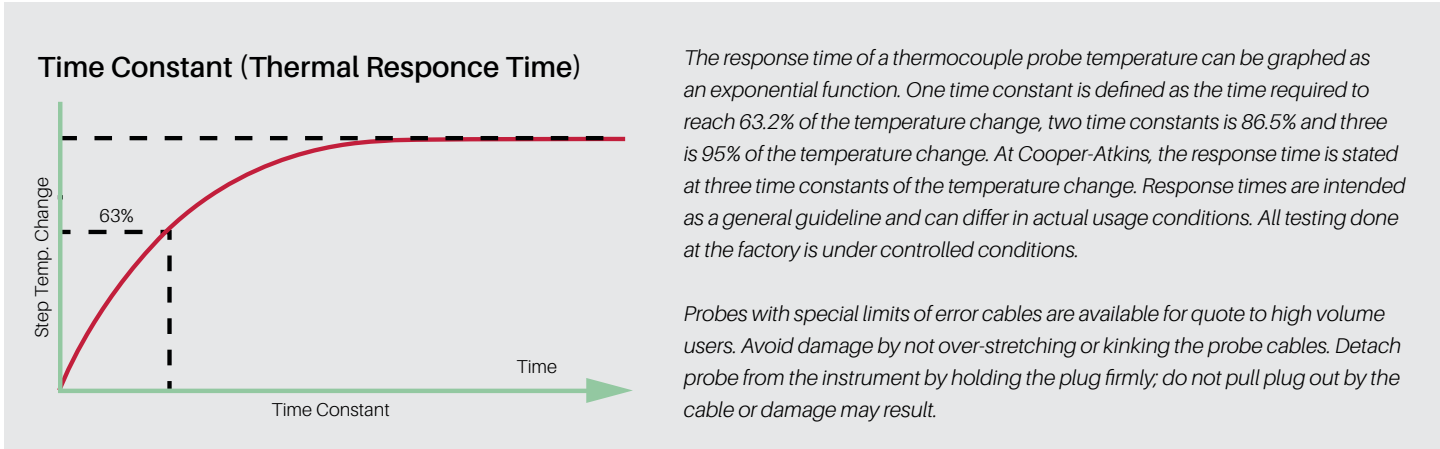 Time Constant (Thermal Responce Time)
63%
Step Temp. Change
Time
Time Constant
The response time of a thermocouple probe temperature can be graphed as
an exponential function. One time constant is defined as the time required to
reach 63.2% of the temperature change, two time constants is 86.5% and three
is 95% of the temperature change. At Cooper-Atkins, the response time is stated
at three time constants of the temperature change. Response times are intended
as a general guideline and can differ in actual usage conditions. All testing done
at the factory is under controlled conditions.
Probes with special limits of error cables are available for quote to high volume
users. Avoid damage by not over-stretching or kinking the probe cables. Detach
probe from the instrument by holding the plug firmly; do not pull plug out by the
cable or damage may result.